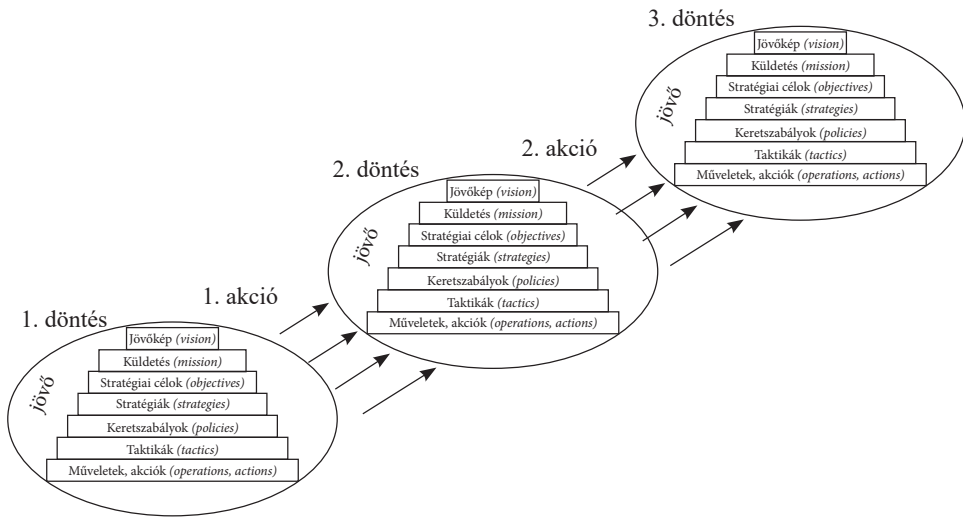 3. döntés
Jövőkép (vision)
Küldetés (mission)
Stratégiai célok (objectives)
Stratégiák (strategies)
Keretszabályok (policies)
Taktikák (tactics)
Műveletek, akciók (operations, actions)
jövő
2. akció
2. döntés
Jövőkép (vision)
Küldetés (mission)
Stratégiai célok (objectives)
Stratégiák (strategies)
Keretszabályok (policies)
Taktikák (tactics)
Műveletek, akciók (operations, actions)
jövő
1. akció
1. döntés
Jövőkép (vision)
Küldetés (mission)
Stratégiai célok (objectives)
Stratégiák (strategies)
Keretszabályok (policies)
Taktikák (tactics)
Műveletek, akciók (operations, actions)
jövő